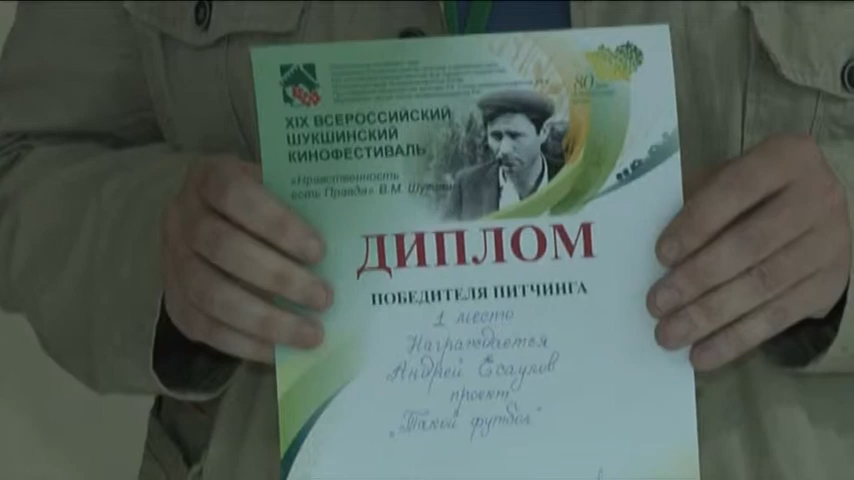 XIX ВСЕРОССИЙСКИЙ
ШУКШИНСКИЙ
КИНОФЕСТИВАЛЬ
«Нравственность
есть Правда» В.М. Шукшин
80
ДИПЛОМ
ПОБЕДИТЕЛЯ ПИТЧИНГА
1 место
Награждается
Андрей Есаулов
проект
"Такой футбол"